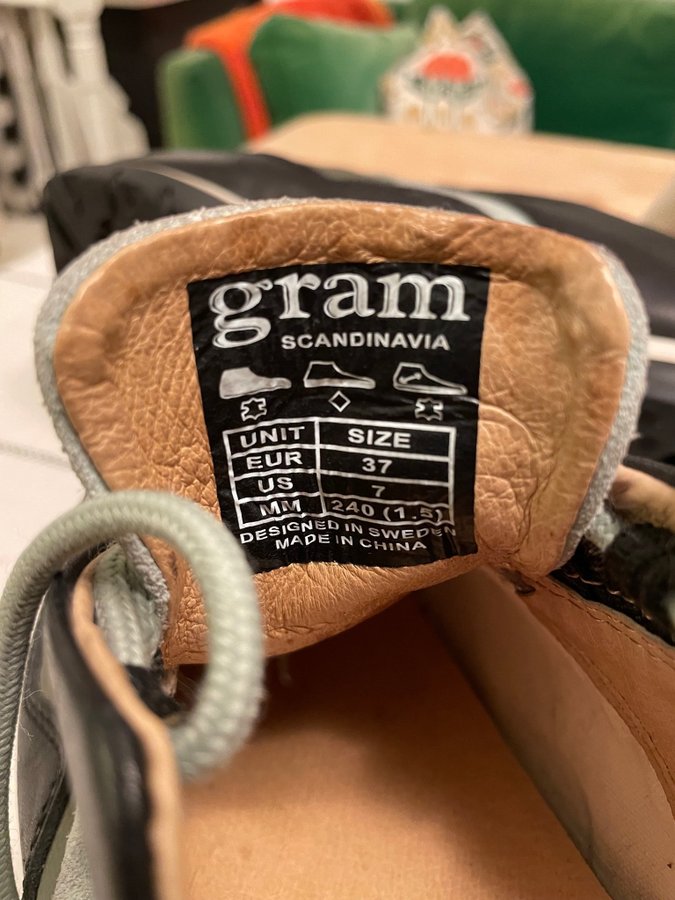 gram
SCANDINAVIA
UNIT SIZE
EUR 37
US 7
MM 240 (1.5)
DESIGNED IN SWEDEN
MADE IN CHINA